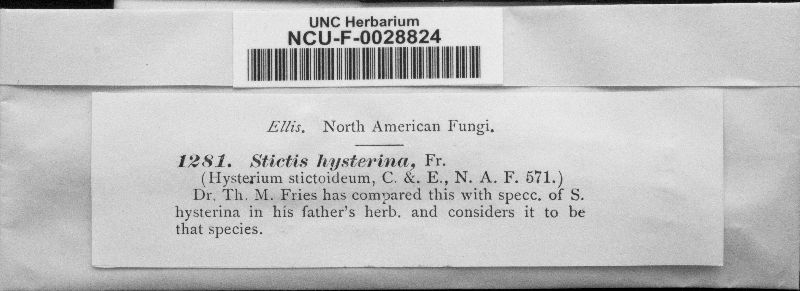 UNC Herbarium
NCU-F-0028824
Ellis. North American Fungi.
1281. Stictis hysterina, Fr.
(Hysterium stictoideum, C. &. E., N. A. F. 571.)
Dr. Th. M. Fries has compared this with specc. of S.
hysterina in his father's herb. and considers it to be
that species.